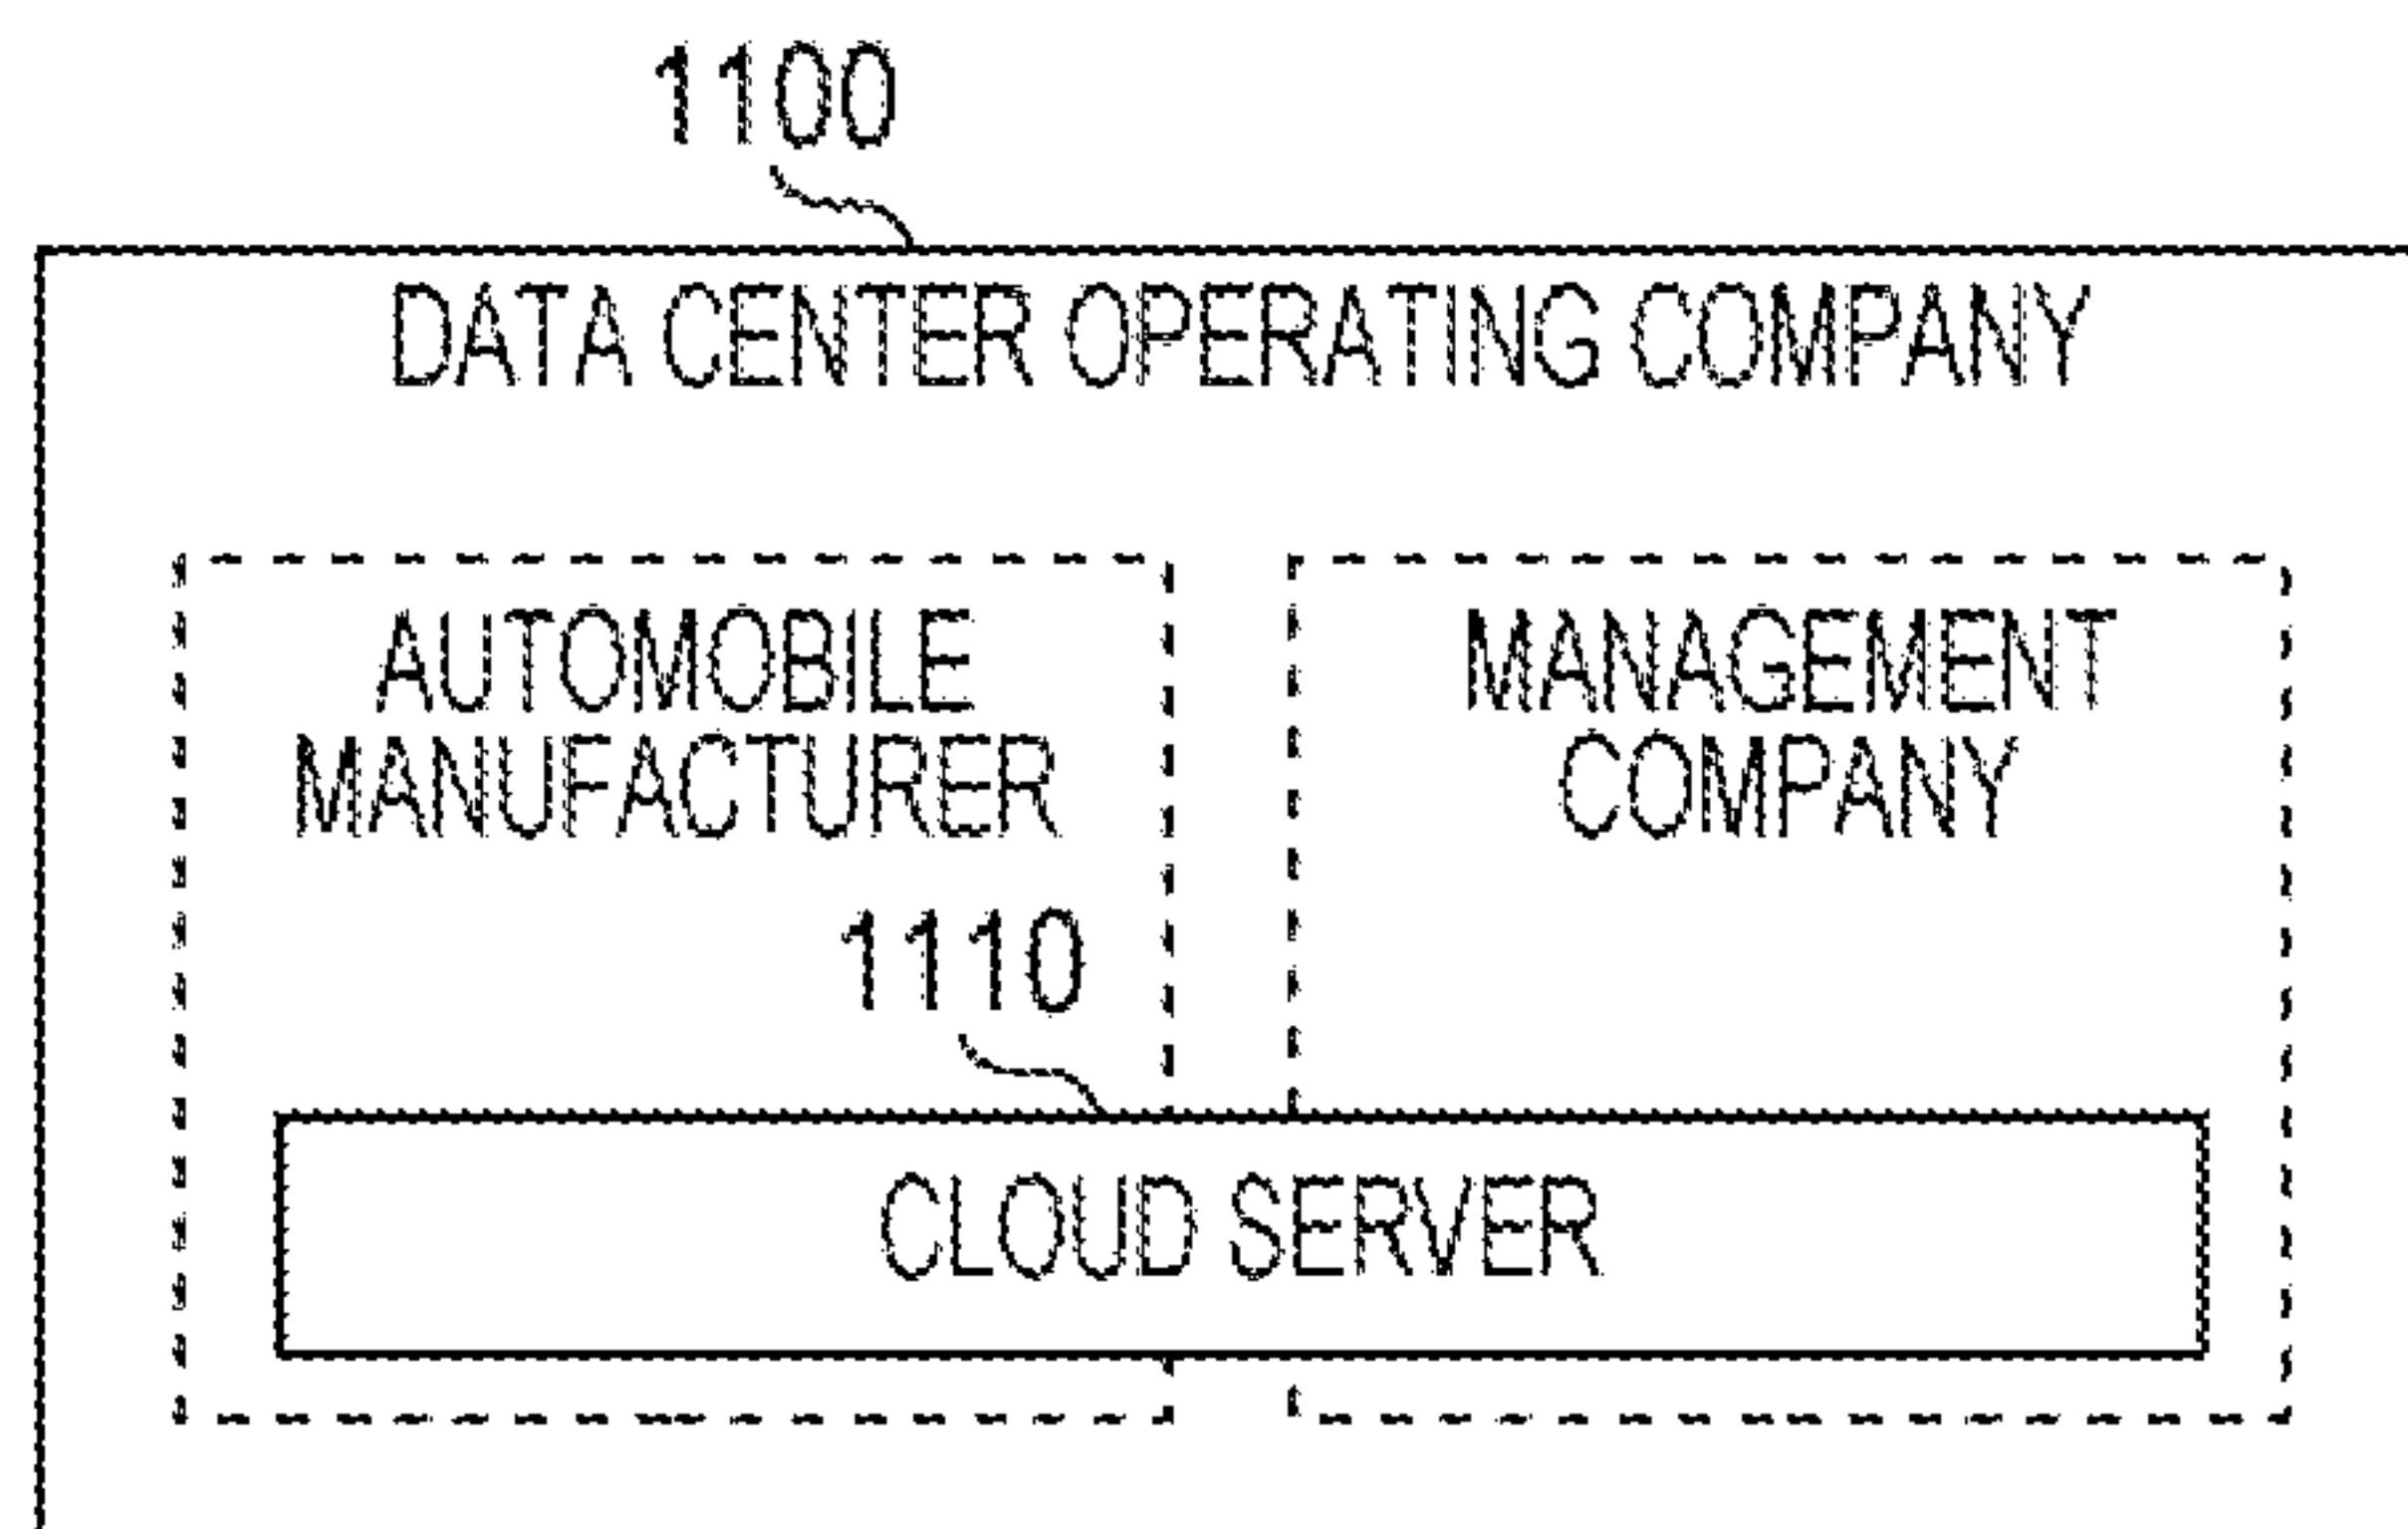 1100
DATA CENTER OPERATING COMPANY
AUTOMOBILE
MANUFACTURER
MANAGEMENT
COMPANY
1110
CLOUD SERVER